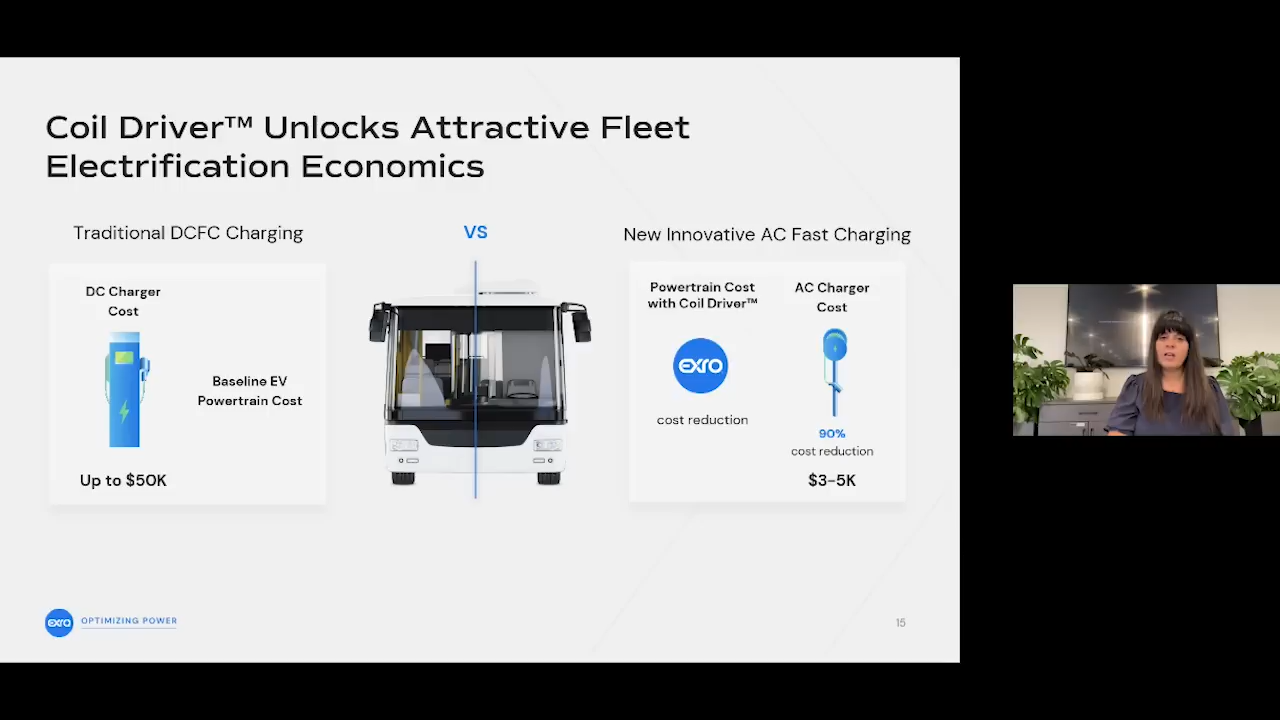 Coil Driver™ Unlocks Attractive Fleet
Electrification Economics
Traditional DCFC Charging
VS
New Innovative AC Fast Charging
DC Charger
Cost
Baseline EV
Powertrain Cost
Up to $50K
Powertrain Cost
with Coil Driver™
exro
cost reduction
AC Charger
Cost
90%
cost reduction
$3-5K
exro
OPTIMIZING POWER
15